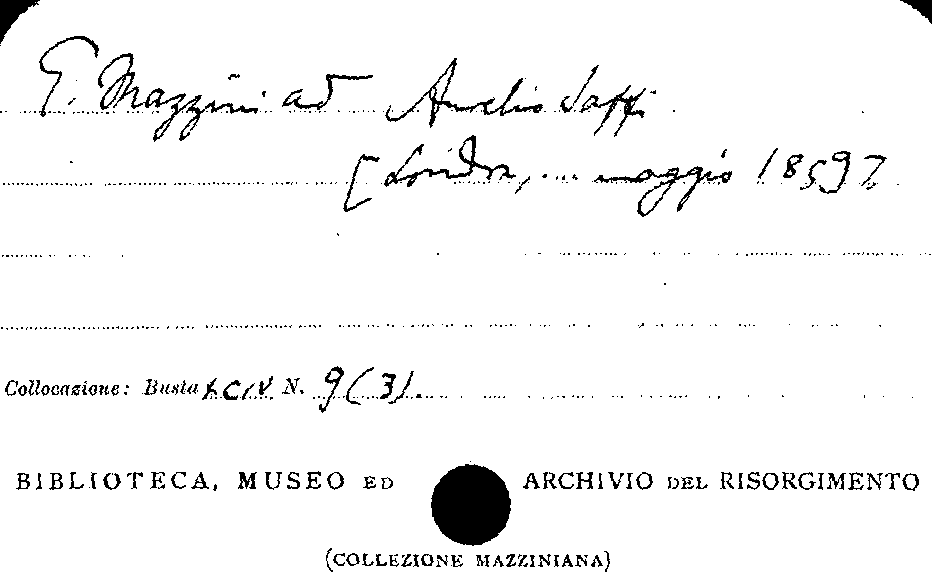 G. Mazzini ad Aurelio Saffi
[Londra, ... maggio 1859]
Collocazione: Busta XCIV N. 9(3).
BIBLIOTECA, MUSEO ED ARCHIVIO DEL RISORGIMENTO
(COLLEZIONE MAZZINIANA)